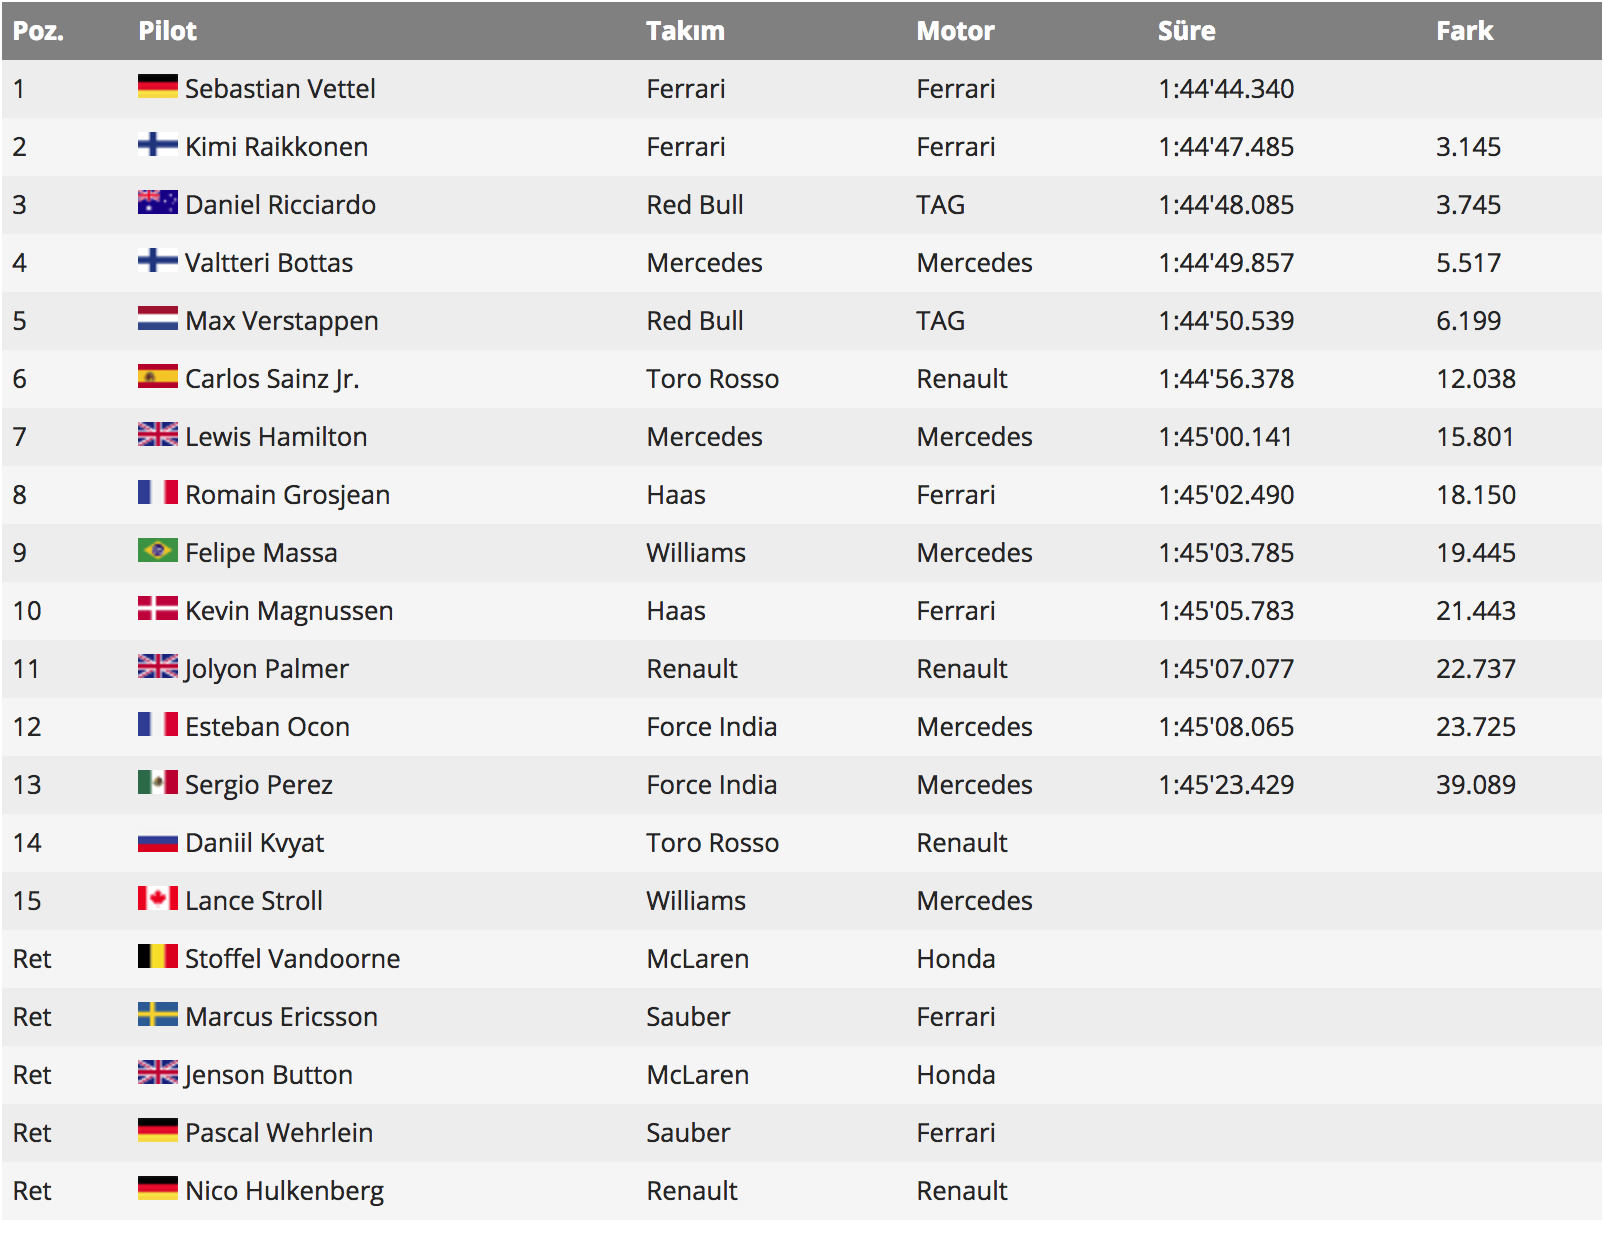 Poz. Pilot Takım Motor Süre Fark
1 Sebastian Vettel Ferrari Ferrari 1:44'44.340
2 Kimi Raikkonen Ferrari Ferrari 1:44'47.485 3.145
3 Daniel Ricciardo Red Bull TAG 1:44'48.085 3.745
4 Valtteri Bottas Mercedes Mercedes 1:44'49.857 5.517
5 Max Verstappen Red Bull TAG 1:44'50.539 6.199
6 Carlos Sainz Jr. Toro Rosso Renault 1:44'56.378 12.038
7 Lewis Hamilton Mercedes Mercedes 1:45'00.141 15.801
8 Romain Grosjean Haas Ferrari 1:45'02.490 18.150
9 Felipe Massa Williams Mercedes 1:45'03.785 19.445
10 Kevin Magnussen Haas Ferrari 1:45'05.783 21.443
11 Jolyon Palmer Renault Renault 1:45'07.077 22.737
12 Esteban Ocon Force India Mercedes 1:45'08.065 23.725
13 Sergio Perez Force India Mercedes 1:45'23.429 39.089
14 Daniil Kvyat Toro Rosso Renault
15 Lance Stroll Williams Mercedes
Ret Stoffel Vandoorne McLaren Honda
Ret Marcus Ericsson Sauber Ferrari
Ret Jenson Button McLaren Honda
Ret Pascal Wehrlein Sauber Ferrari
Ret Nico Hulkenberg Renault Renault